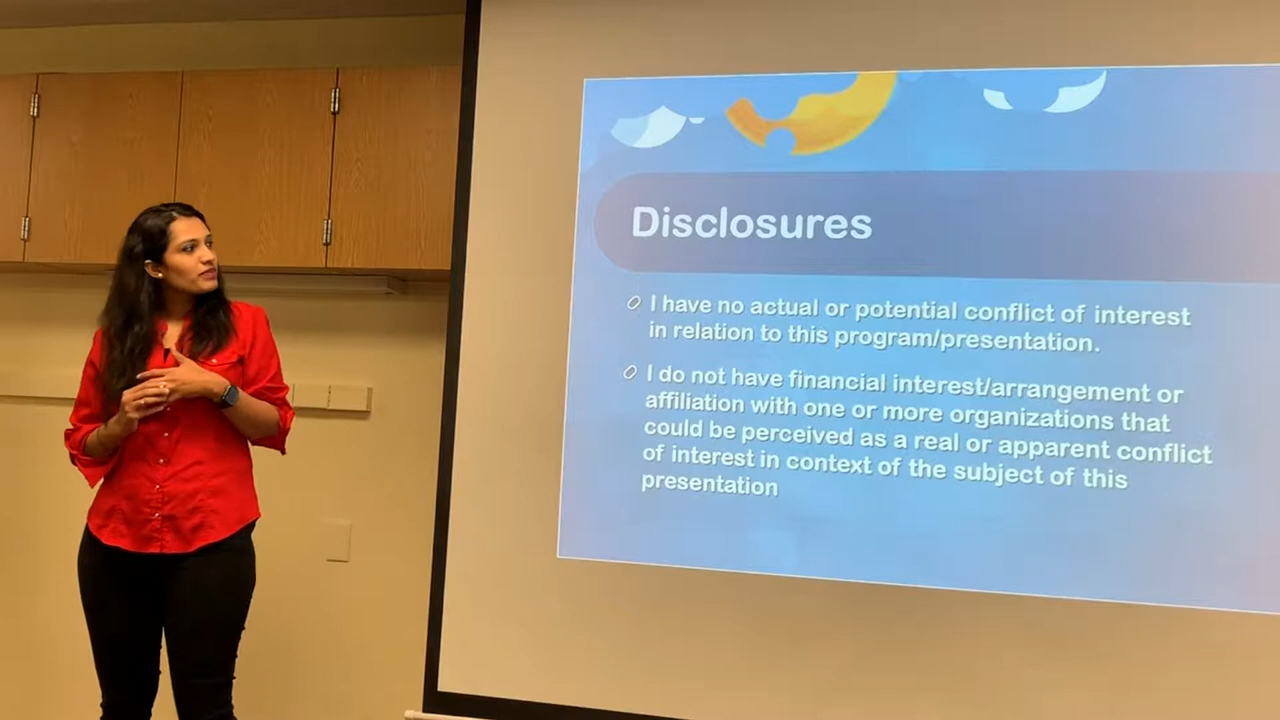 Disclosures
I have no actual or potential conflict of interest
in relation to this program/presentation.
I do not have financial interest/arrangement or
affiliation with one or more organizations that
could be perceived as a real or apparent conflict
of interest in context of the subject of this
presentation